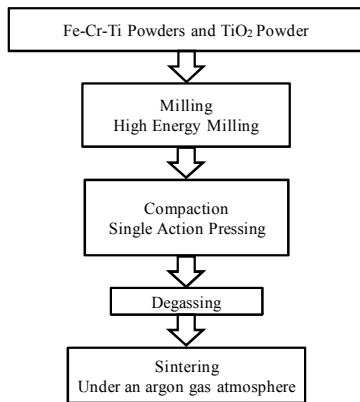 Fe-Cr-Ti Powders and TiO₂ Powder
Milling
High Energy Milling
Compaction
Single Action Pressing
Degassing
Sintering
Under an argon gas atmosphere